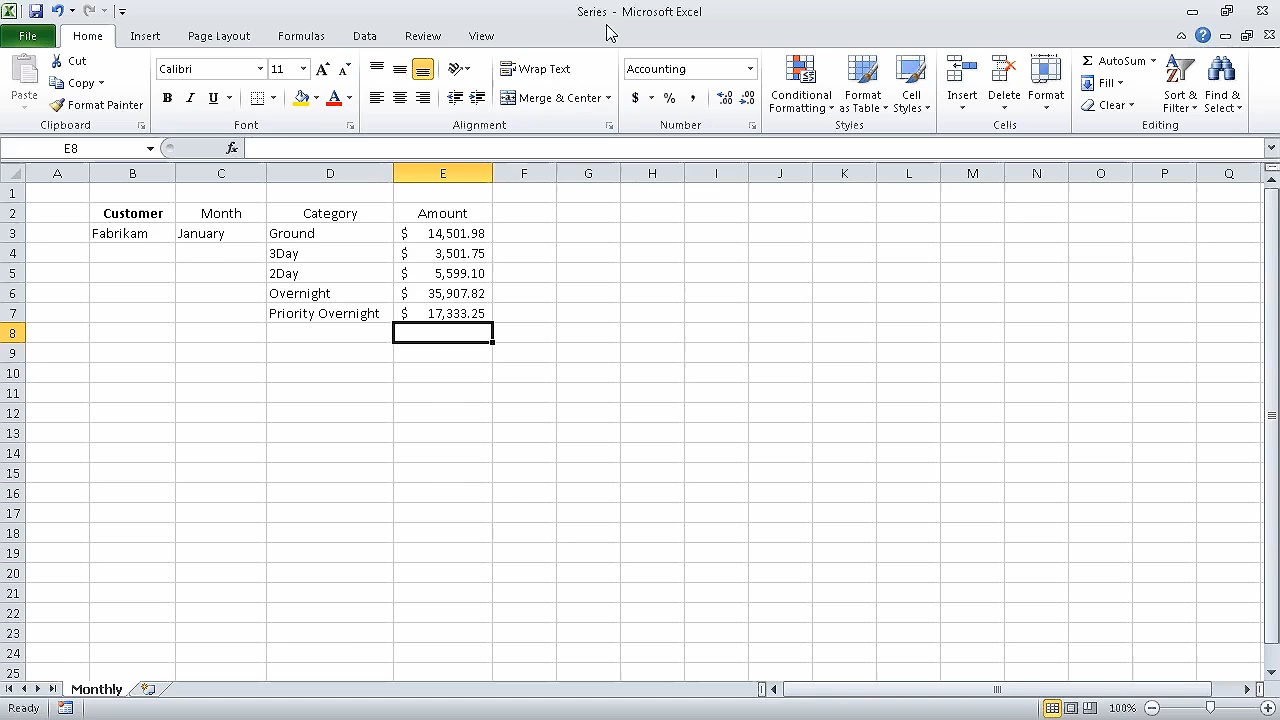 Series - Microsoft Excel
File Home Insert Page Layout Formulas Data Review View
Paste Cut Copy Format Painter
Calibri 11
B I U
Wrap Text
Merge & Center
Accounting
$ % ,
Conditional Formatting Format as Table Cell Styles
Insert Delete Format
AutoSum Fill Clear
Sort & Filter Find & Select
Clipboard Font Alignment Number Styles Cells Editing
E8 fx
A B C D E F G H I J K L M N O P Q
1
2 Customer Month Category Amount
3 Fabrikam January Ground $ 14,501.98
4 3Day $ 3,501.75
5 2Day $ 5,599.10
6 Overnight $ 35,907.82
7 Priority Overnight $ 17,333.25
8
9
10
11
12
13
14
15
16
17
18
19
20
21
22
23
24
25
Monthly
Ready 100%